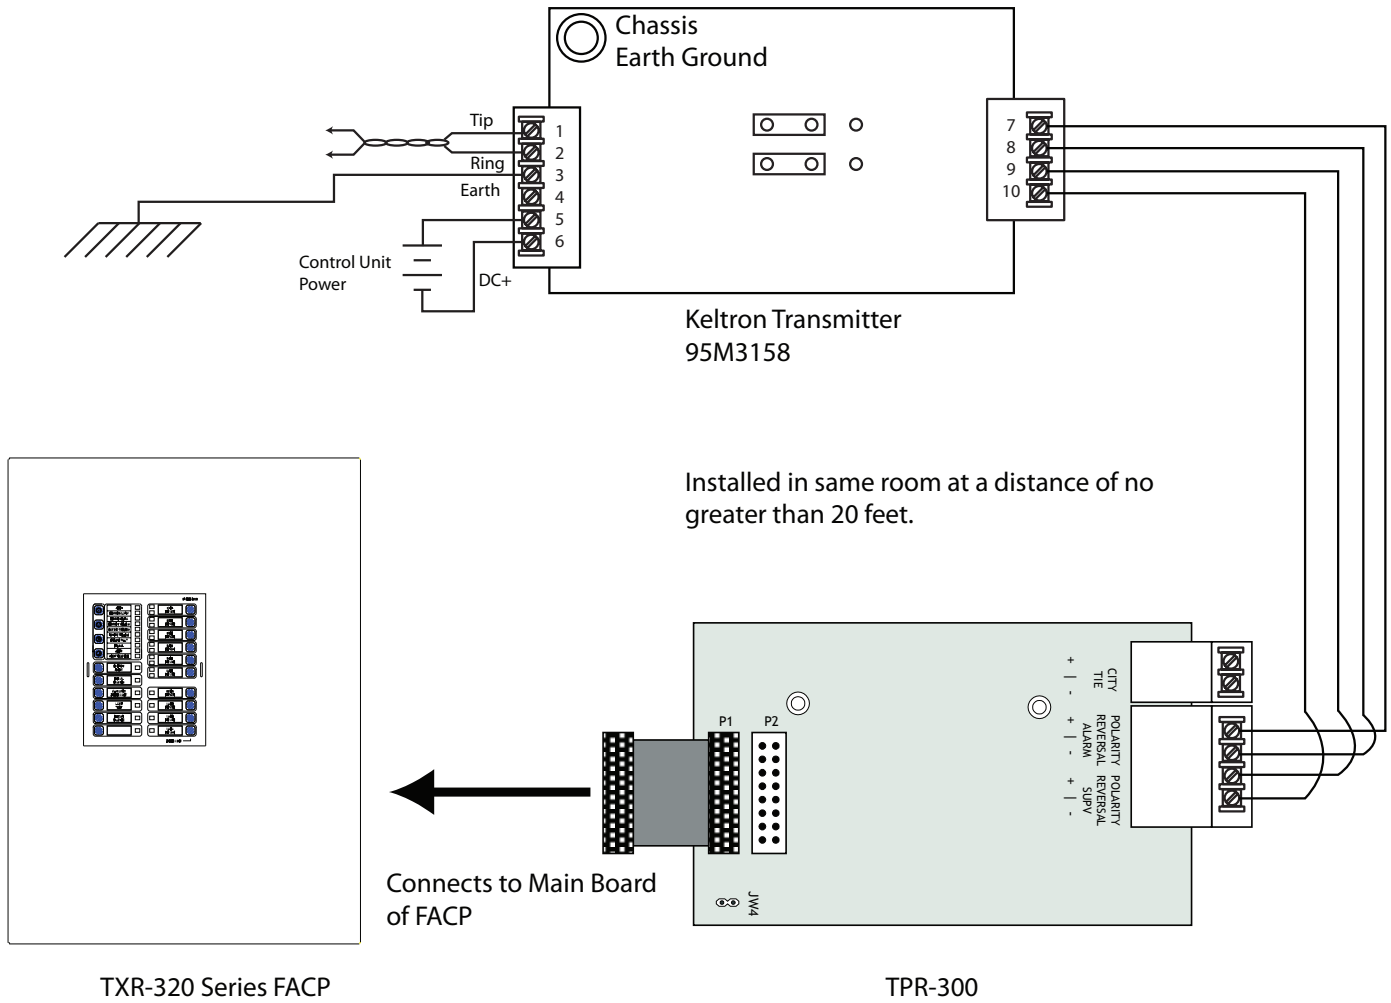 Chassis
Earth Ground
Tip
Ring
Earth
1
2
3
4
5
6
7
8
9
10
Control Unit
Power
DC+
Keltron Transmitter
95M3158
Installed in same room at a distance of no
greater than 20 feet.
CITY
TIE
+ | -
POLARITY
REVERSAL
ALARM
+ | -
POLARITY
REVERSAL
SUPV
+ | -
P1
P2
JW4
Connects to Main Board
of FACP
TXR-320 Series FACP
TPR-300